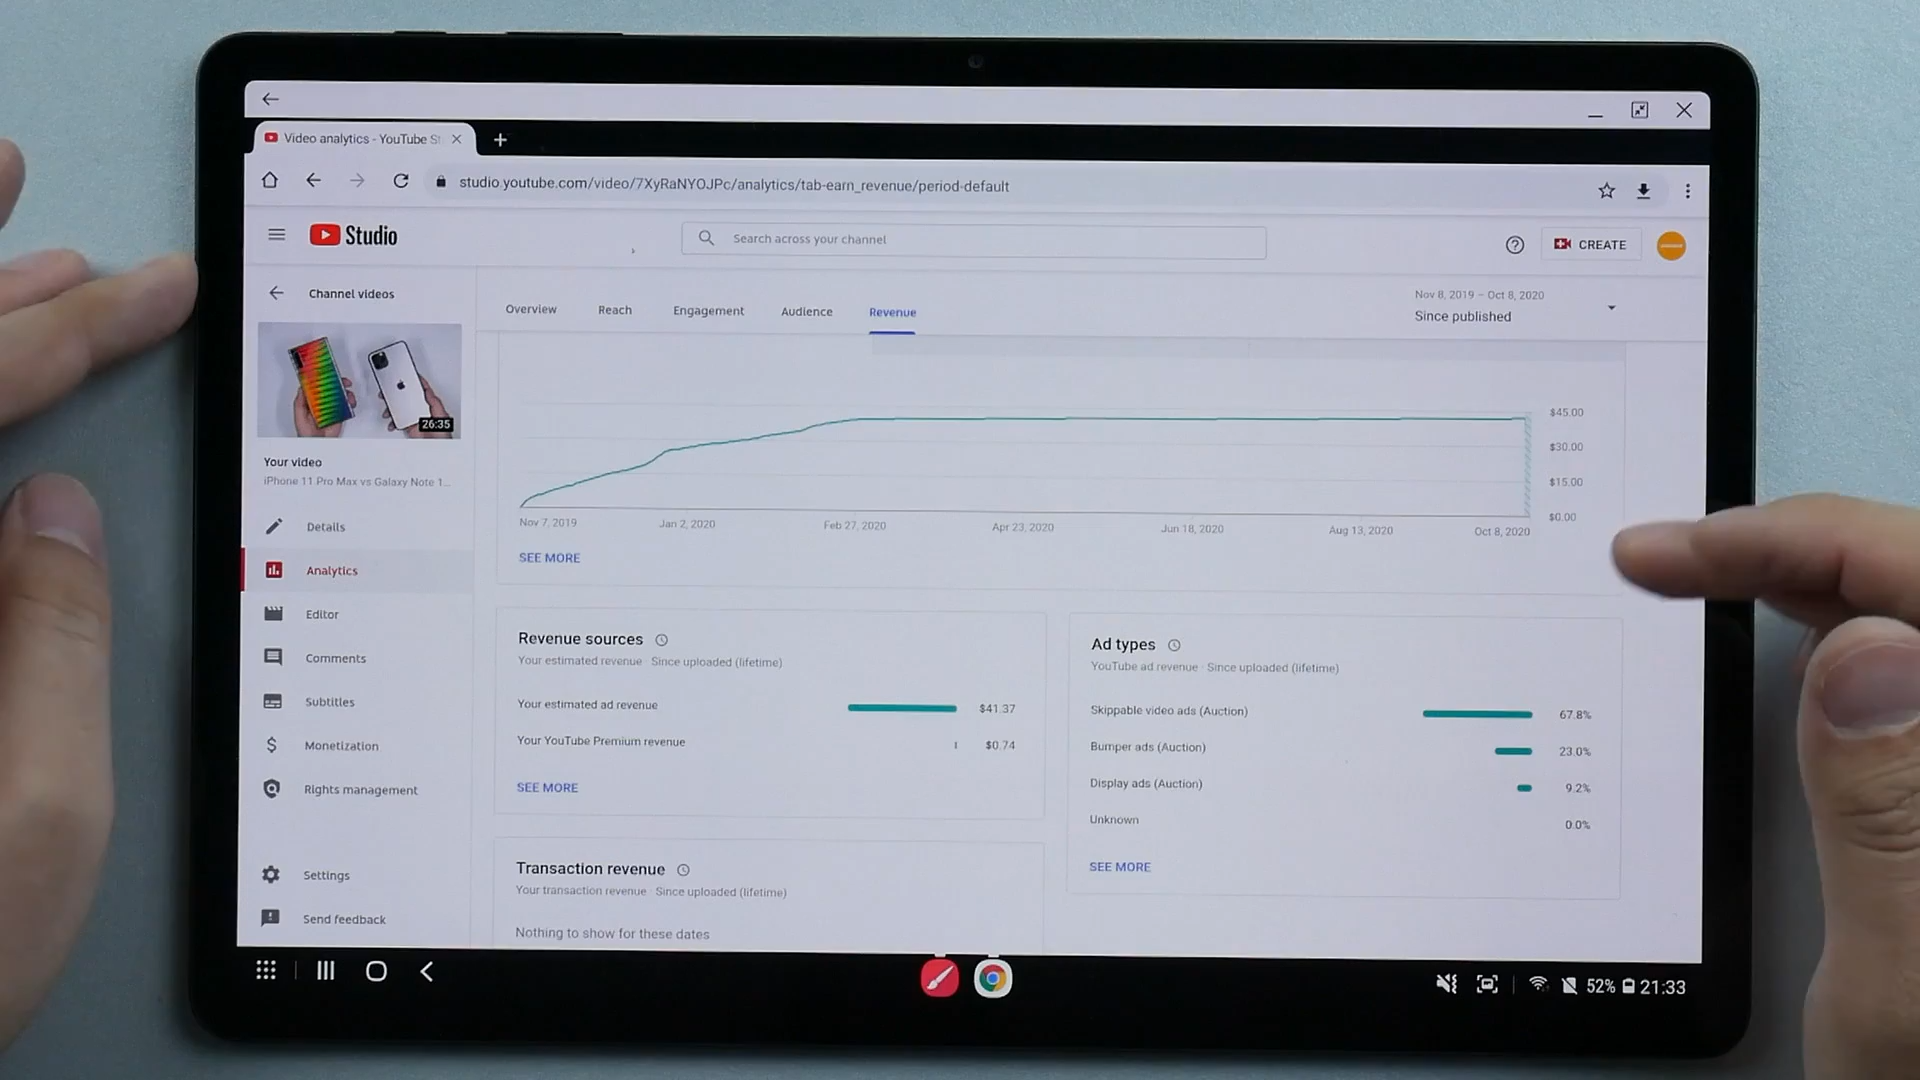 Video analytics - YouTube St
studio.youtube.com/video/7XyRaNYOJPc/analytics/tab-earn_revenue/period-default
Studio
Search across your channel
CREATE
Channel videos
Overview
Reach
Engagement
Audience
Revenue
Nov 8, 2019 – Oct 8, 2020
Since published
26:35
Your video
iPhone 11 Pro Max vs Galaxy Note 1...
Details
Analytics
Editor
Comments
Subtitles
Monetization
Rights management
Settings
Send feedback
$45.00
$30.00
$15.00
$0.00
Nov 7, 2019
Jan 2, 2020
Feb 27, 2020
Apr 23, 2020
Jun 18, 2020
Aug 13, 2020
Oct 8, 2020
SEE MORE
Revenue sources
Your estimated revenue · Since uploaded (lifetime)
Your estimated ad revenue
$41.37
Your YouTube Premium revenue
$0.74
SEE MORE
Transaction revenue
Your transaction revenue · Since uploaded (lifetime)
Nothing to show for these dates
Ad types
YouTube ad revenue · Since uploaded (lifetime)
Skippable video ads (Auction)
67.8%
Bumper ads (Auction)
23.0%
Display ads (Auction)
9.2%
Unknown
0.0%
SEE MORE
52%
21:33